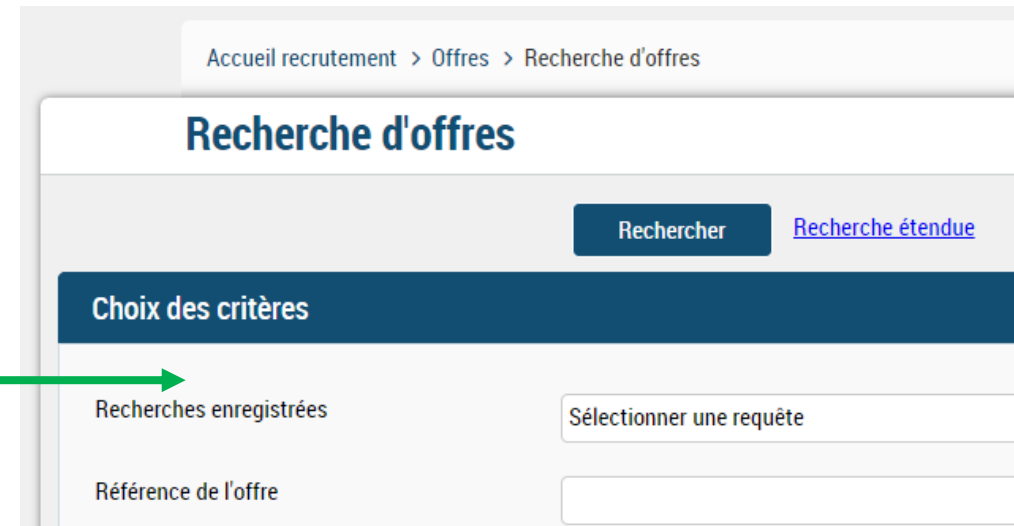 Accueil recrutement > Offres > Recherche d'offres
Recherche d'offres
Rechercher Recherche étendue
Choix des critères
Recherches enregistrées Sélectionner une requête
Référence de l'offre